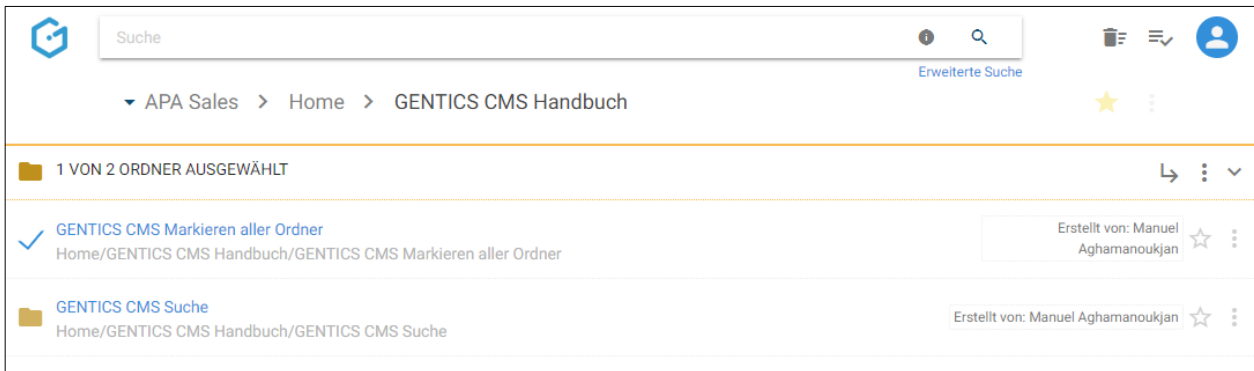 Suche
Erweiterte Suche
APA Sales > Home > GENTICS CMS Handbuch
1 VON 2 ORDNER AUSGEWÄHLT
GENTICS CMS Markieren aller Ordner
Home/GENTICS CMS Handbuch/GENTICS CMS Markieren aller Ordner
Erstellt von: Manuel
Aghamanoukjan
GENTICS CMS Suche
Home/GENTICS CMS Handbuch/GENTICS CMS Suche
Erstellt von: Manuel Aghamanoukjan